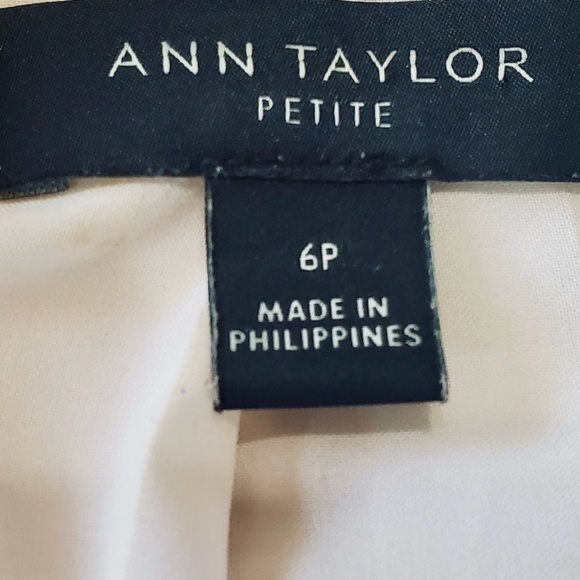 ANN TAYLOR
PETITE
6P
MADE IN
PHILIPPINES